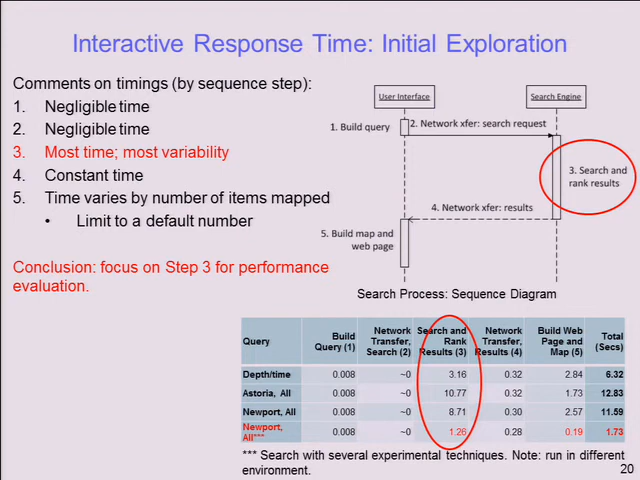 Interactive Response Time: Initial Exploration
Comments on timings (by sequence step):
1. Negligible time
2. Negligible time
3. Most time; most variability
4. Constant time
5. Time varies by number of items mapped
• Limit to a default number
Conclusion: focus on Step 3 for performance
evaluation.
User Interface
Search Engine
1. Build query
2. Network xfer: search request
3. Search and
rank results
4. Network xfer: results
5. Build map and
web page
Search Process: Sequence Diagram
Query | Build Query (1) | Network Transfer, Search (2) | Search and Rank Results (3) | Network Transfer, Results (4) | Build Web Page and Map (5) | Total (Secs)
Depth/time 0.008 ~0 3.16 0.32 2.84 6.32
Astoria, All 0.008 ~0 10.77 0.32 1.73 12.83
Newport, All 0.008 ~0 8.71 0.30 2.57 11.59
Newport, All*** 0.008 ~0 1.26 0.28 0.19 1.73
*** Search with several experimental techniques. Note: run in different
environment.
20